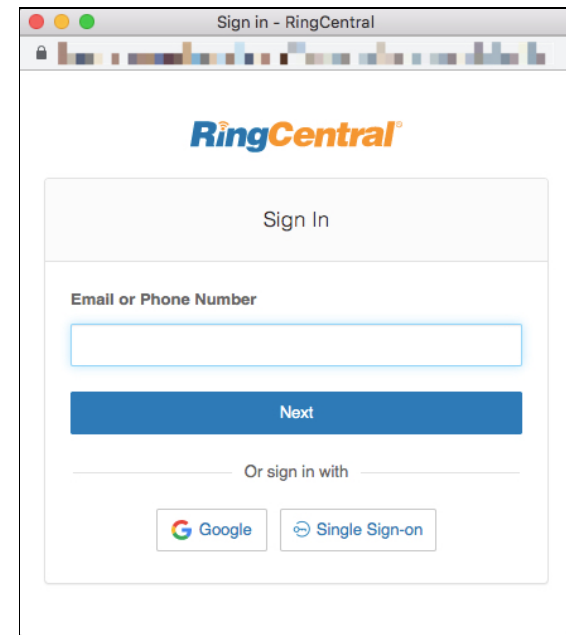 Sign in - RingCentral
RingCentral®
Sign In
Email or Phone Number
Next
Or sign in with
Google
Single Sign-on